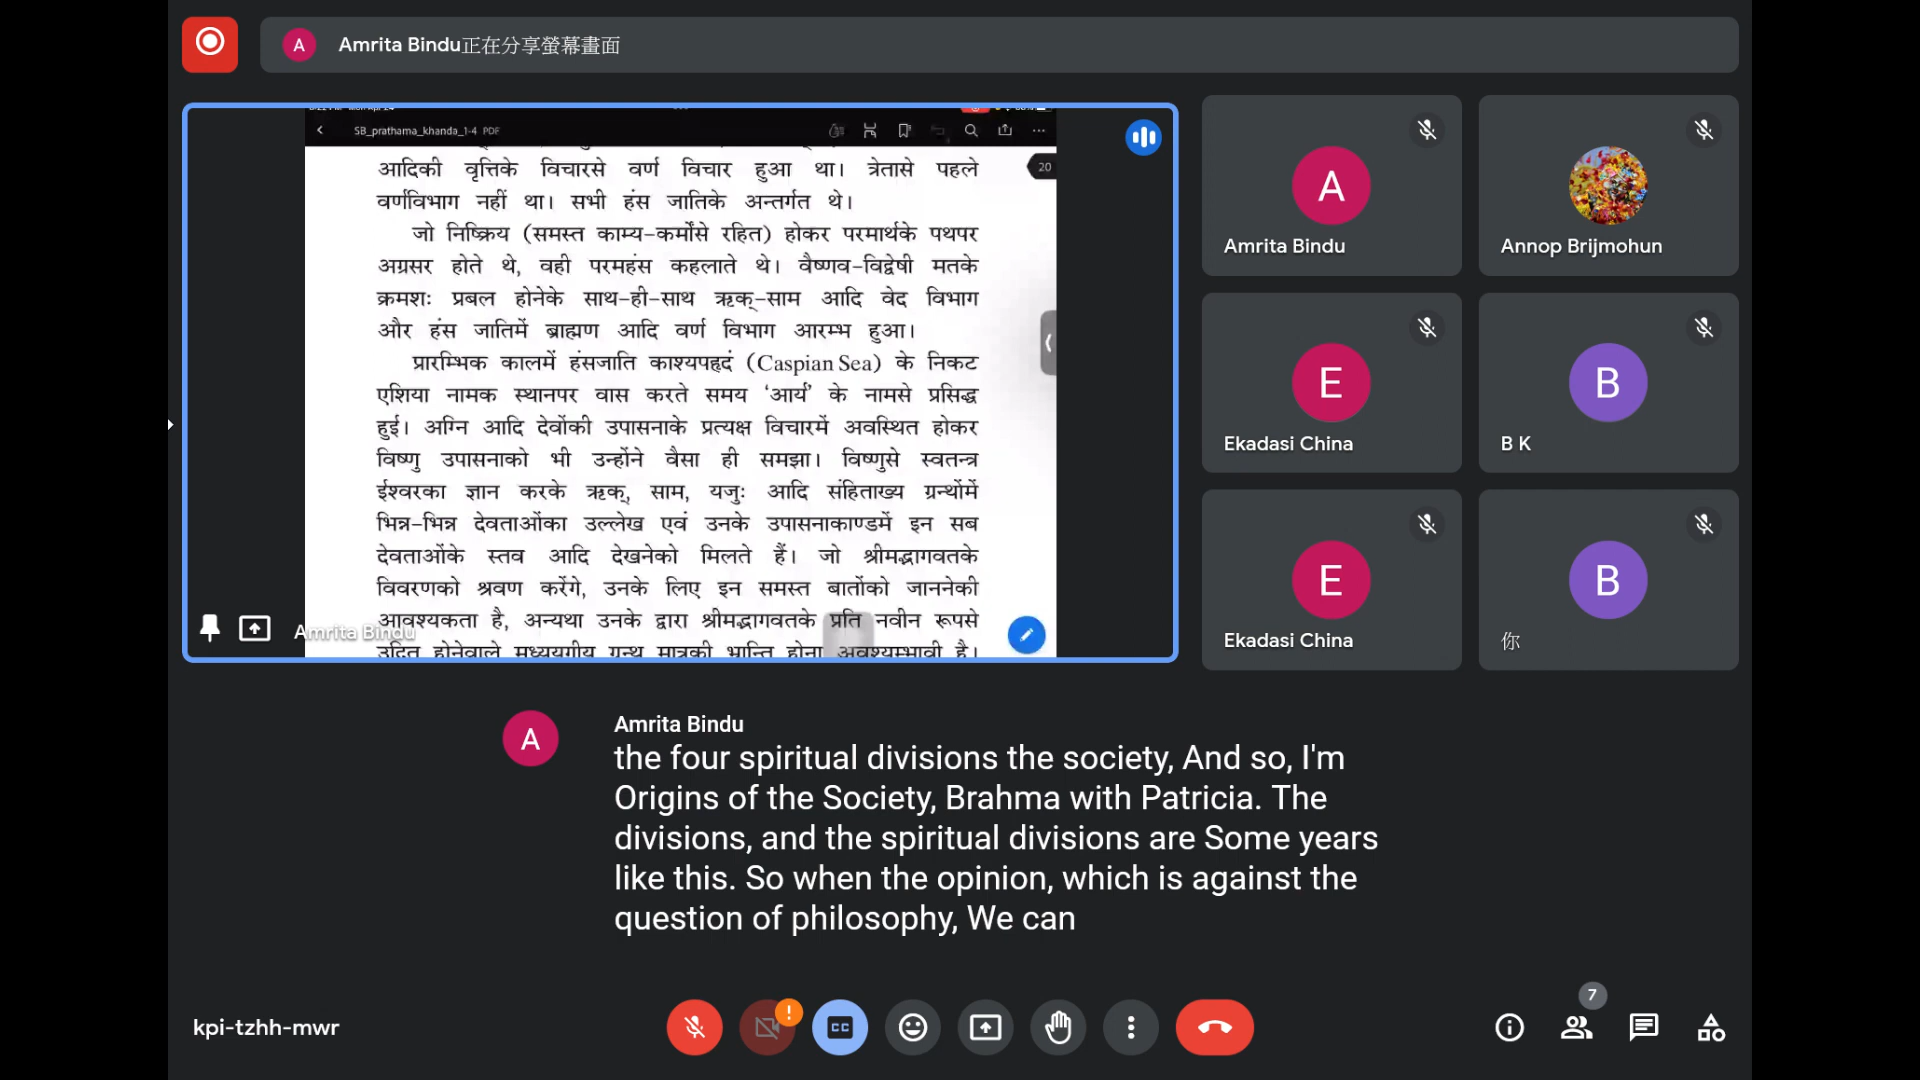 A
Amrita Bindu正在分享螢幕畫面
SB_prathama_khanda_1-4 PDF
20
आदिकी वृत्तिके विचारसे वर्ण विचार हुआ था। त्रेतासे पहले
वर्णविभाग नहीं था। सभी हंस जातिके अन्तर्गत थे।
जो निष्क्रिय (समस्त काम्य-कर्मोंसे रहित) होकर परमार्थके पथपर
अग्रसर होते थे, वही परमहंस कहलाते थे। वैष्णव-विद्वेषी मतके
क्रमशः प्रबल होनेके साथ-ही-साथ ऋक्-साम आदि वेद विभाग
और हंस जातिमें ब्राह्मण आदि वर्ण विभाग आरम्भ हुआ।
प्रारम्भिक कालमें हंसजाति काश्यपहृदं (Caspian Sea) के निकट
एशिया नामक स्थानपर वास करते समय ‘आर्य’ के नामसे प्रसिद्ध
हुई। अग्नि आदि देवोंकी उपासनाके प्रत्यक्ष विचारमें अवस्थित होकर
विष्णु उपासनाको भी उन्होंने वैसा ही समझा। विष्णुसे स्वतन्त्र
ईश्वरका ज्ञान करके ऋक्, साम, यजुः आदि संहिताख्य ग्रन्थोंमें
भिन्न-भिन्न देवताओंका उल्लेख एवं उनके उपासनाकाण्डमें इन सब
देवताओंके स्तव आदि देखनेको मिलते हैं। जो श्रीमद्भागवतके
विवरणको श्रवण करेंगे, उनके लिए इन समस्त बातोंको जाननेकी
आवश्यकता है, अन्यथा उनके द्वारा श्रीमद्भागवतके प्रति नवीन रूपसे
उदित होनेवाले मध्ययुगीय ग्रन्थ मात्रकी भ्रान्ति होना अवश्यम्भावी है।
Amrita Bindu
A
Amrita Bindu
Annop Brijmohun
E
Ekadasi China
B
B K
E
Ekadasi China
B
你
A
Amrita Bindu
the four spiritual divisions the society, And so, I'm
Origins of the Society, Brahma with Patricia. The
divisions, and the spiritual divisions are Some years
like this. So when the opinion, which is against the
question of philosophy, We can
kpi-tzhh-mwr
!
CC
7